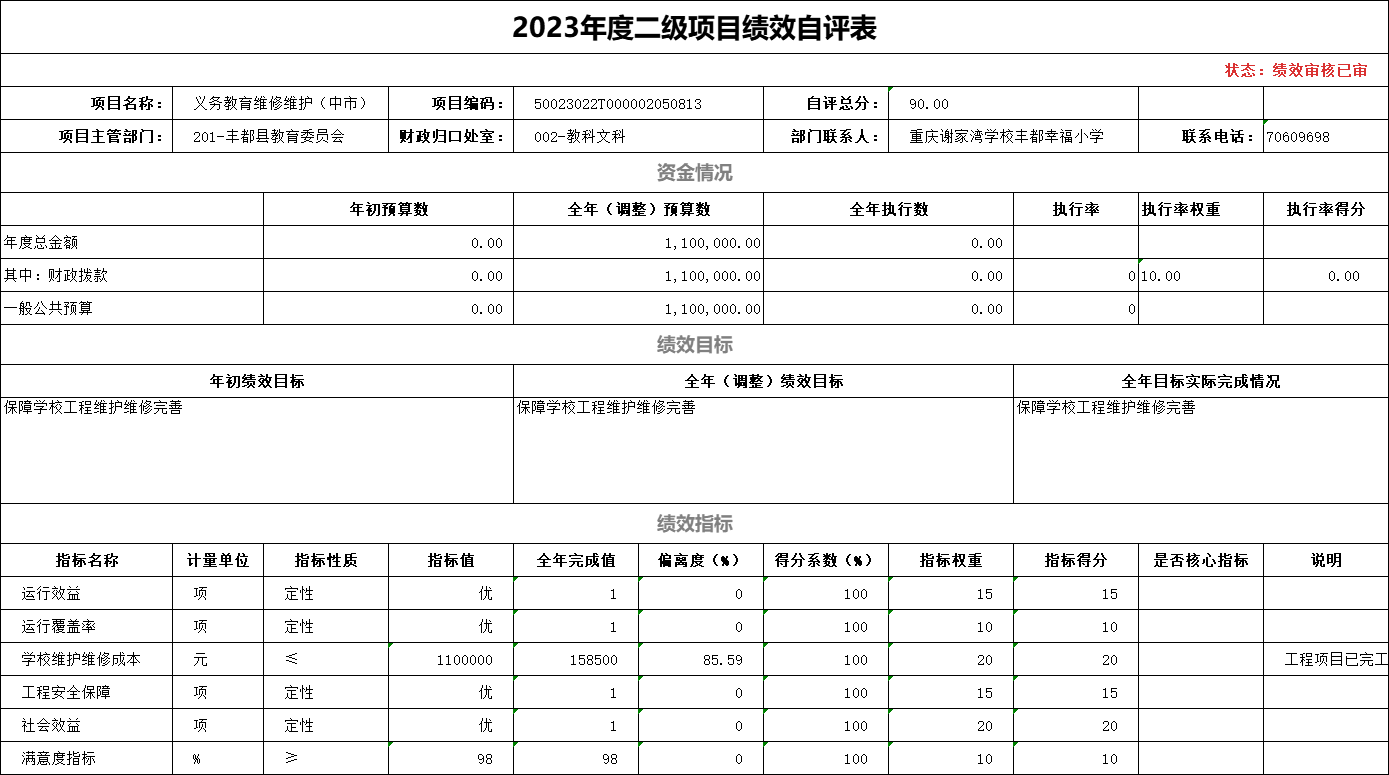 2023年度二级项目绩效自评表
状态：绩效审核已审
项目名称： 义务教育维修维护（中市） 项目编码： 50023022T000002050813 自评总分： 90.00
项目主管部门： 201-丰都县教育委员会 财政归口处室： 002-教科文科 部门联系人： 重庆谢家湾学校丰都幸福小学 联系电话： 70609698
资金情况
年初预算数 全年（调整）预算数 全年执行数 执行率 执行率权重 执行率得分
年度总金额 0.00 1,100,000.00 0.00
其中：财政拨款 0.00 1,100,000.00 0.00 0 10.00 0.00
一般公共预算 0.00 1,100,000.00 0.00 0
绩效目标
年初绩效目标 全年（调整）绩效目标 全年目标实际完成情况
保障学校工程维护维修完善 保障学校工程维护维修完善 保障学校工程维护维修完善
绩效指标
指标名称 计量单位 指标性质 指标值 全年完成值 偏离度（%） 得分系数（%） 指标权重 指标得分 是否核心指标 说明
运行效益 项 定性 优 1 0 100 15 15
运行覆盖率 项 定性 优 1 0 100 10 10
学校维护维修成本 元 ≤ 1100000 158500 85.59 100 20 20 工程项目已完工
工程安全保障 项 定性 优 1 0 100 15 15
社会效益 项 定性 优 1 0 100 20 20
满意度指标 % ≥ 98 98 0 100 10 10